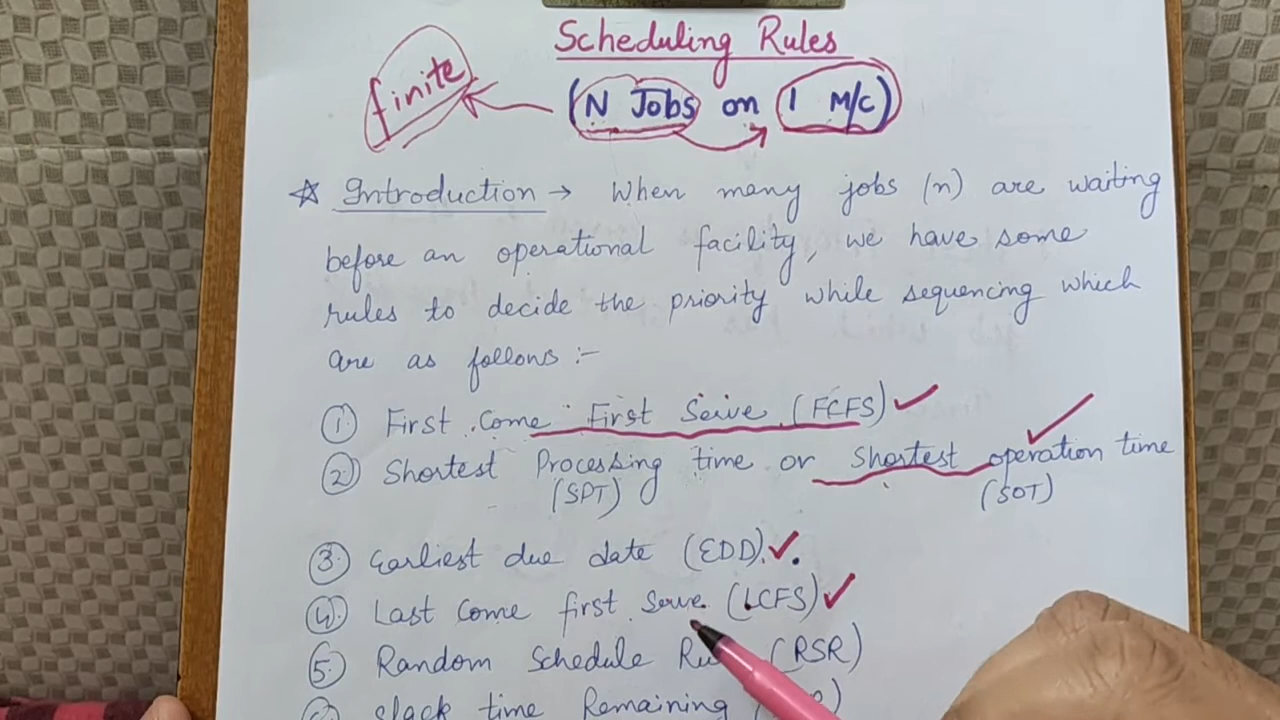 Scheduling Rules
finite
(N Jobs on 1 M/C)
☆ Introduction → When many jobs (n) are waiting
before an operational facility, we have some
rules to decide the priority while sequencing which
are as follows :-
① First Come First Serve (FCFS) ✓
② Shortest Processing time or Shortest operation time
(SPT) (SOT) ✓
③ Earliest due date (EDD). ✓
④ Last Come first Serve (LCFS) ✓
⑤ Random Schedule (RSR)
Slack time Remaining